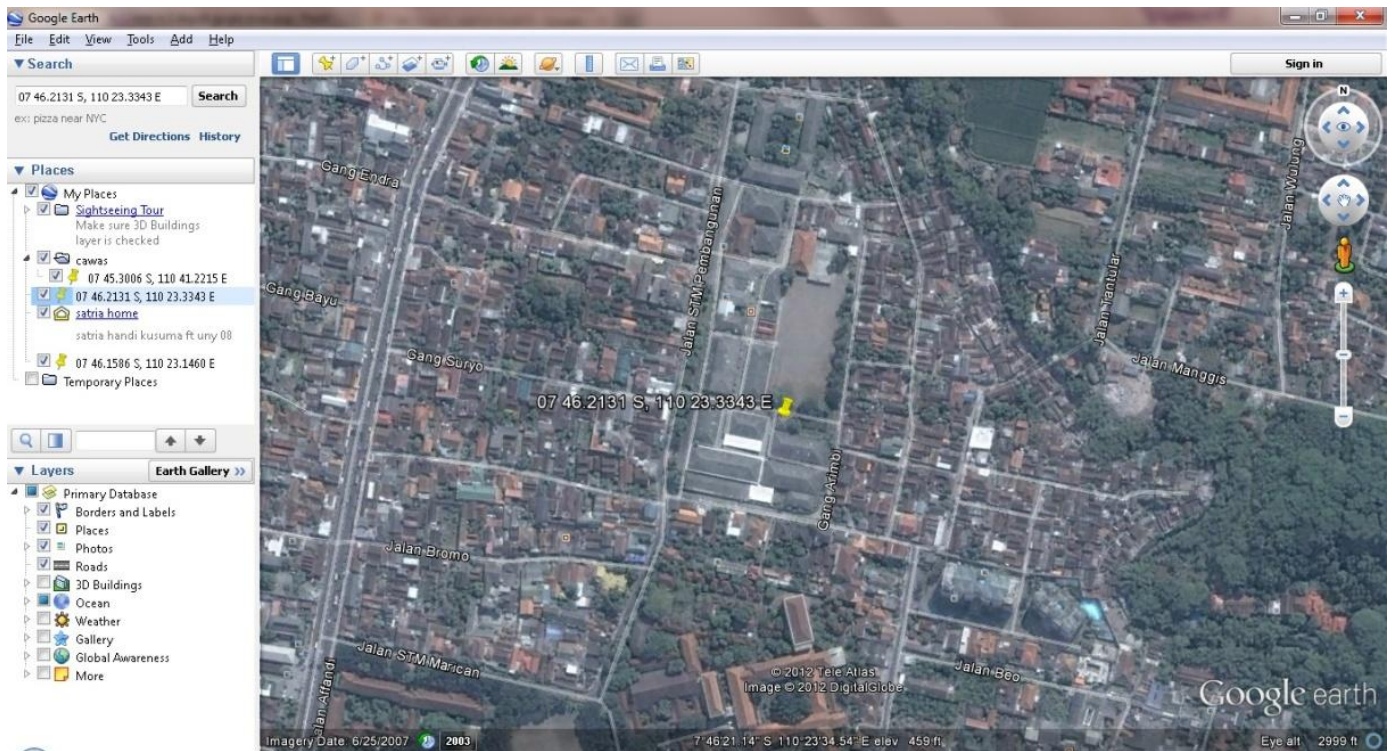 Google Earth
File Edit View Tools Add Help
▼ Search
07 46.2131 S, 110 23.3343 E Search
ex: pizza near NYC
Get Directions History
▼ Places
My Places
Sightseeing Tour
Make sure 3D Buildings
layer is checked
cawas
07 45.3006 S, 110 41.2215 E
07 46.2131 S, 110 23.3343 E
satria home
satria handi kusuma ft uny 08
07 46.1586 S, 110 23.1460 E
Temporary Places
▼ Layers Earth Gallery >>
Primary Database
Borders and Labels
Places
Photos
Roads
3D Buildings
Ocean
Weather
Gallery
Global Awareness
More
Sign in
N
Gang Endra
Jalan STM Pembangunan
Jalan Wulung
Gang Bayu
Jalan Tantular
Gang Suryo
Jalan Manggis
07 46.2131 S, 110 23.3343 E
Gang Arimbi
Jalan Bromo
Jalan STM Marican
Jalan Affandi
Jalan Beo
© 2012 Tele Atlas
Image © 2012 DigitalGlobe
Google earth
Imagery Date: 6/25/2007 2003 7°46'21.14" S 110°23'34.54" E elev 459 ft Eye alt 2999 ft